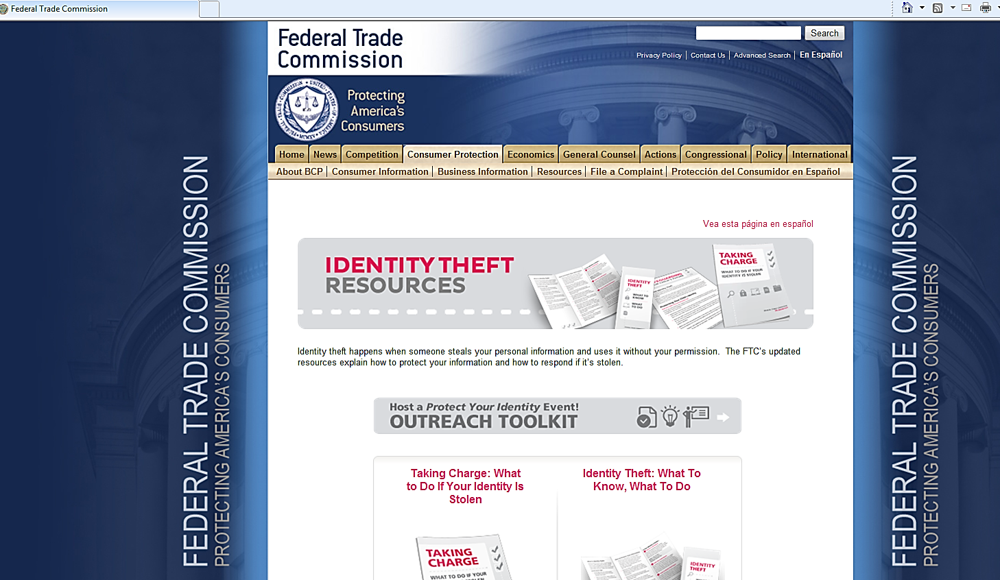 Federal Trade Commission
Federal Trade
Commission
Search
Privacy Policy | Contact Us | Advanced Search | En Español
Protecting
America's
Consumers
Home News Competition Consumer Protection Economics General Counsel Actions Congressional Policy International
About BCP | Consumer Information | Business Information | Resources | File a Complaint | Protección del Consumidor en Español
FEDERAL TRADE COMMISSION
PROTECTING AMERICA'S CONSUMERS
Vea esta página en español
IDENTITY THEFT
RESOURCES
IDENTITY
THEFT
WHAT TO
KNOW
WHAT
TO DO
TAKING
CHARGE
WHAT TO DO IF YOUR
IDENTITY IS STOLEN
Identity theft happens when someone steals your personal information and uses it without your permission.  The FTC's updated
resources explain how to protect your information and how to respond if it's stolen.
Host a Protect Your Identity Event!
OUTREACH TOOLKIT
Taking Charge: What
to Do If Your Identity Is
Stolen
Identity Theft: What To
Know, What To Do
TAKING
CHARGE
WHAT TO DO IF YOUR
IDENTITY
THEFT
FEDERAL TRADE COMMISSION
PROTECTING AMERICA'S CONSUMERS